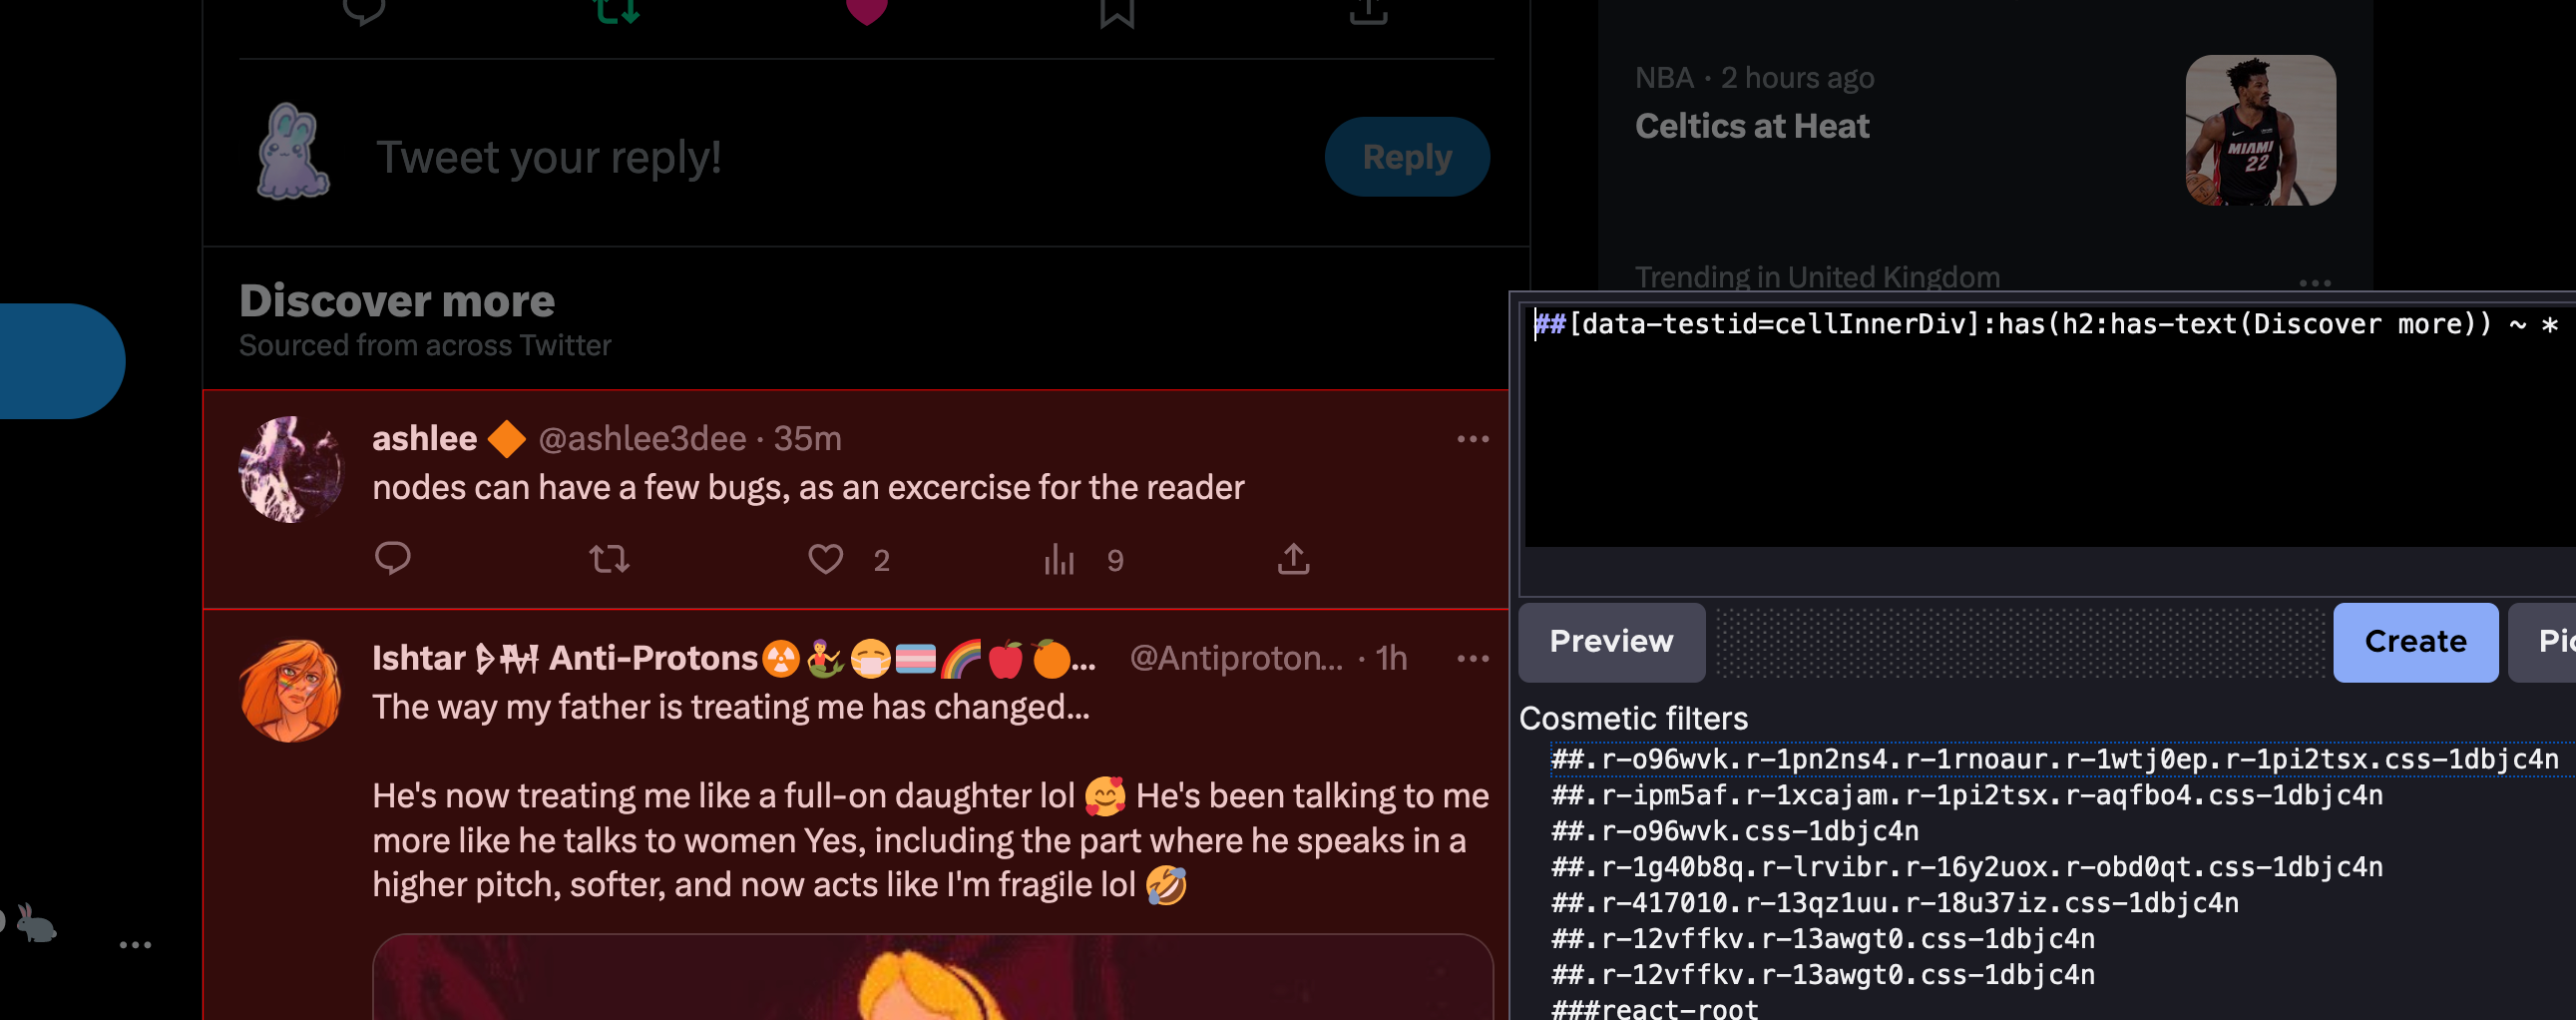 Tweet your reply!
Reply
Discover more
Sourced from across Twitter
ashlee 🔶 @ashlee3dee · 35m
nodes can have a few bugs, as an excercise for the reader
2
9
Ishtar Anti-Protons☢️🧜‍♂️😷🏳️‍⚧️🌈🍎🍊... @Antiproton... · 1h
The way my father is treating me has changed...
He's now treating me like a full-on daughter lol 🥰 He's been talking to me
more like he talks to women Yes, including the part where he speaks in a
higher pitch, softer, and now acts like I'm fragile lol 🤣
NBA · 2 hours ago
Celtics at Heat
MIAMI
22
Trending in United Kingdom
##[data-testid=cellInnerDiv]:has(h2:has-text(Discover more)) ~ *
Preview
Create
Cosmetic filters
##.r-o96wvk.r-1pn2ns4.r-1rnoaur.r-1wtj0ep.r-1pi2tsx.css-1dbjc4n
##.r-ipm5af.r-1xcajam.r-1pi2tsx.r-aqfbo4.css-1dbjc4n
##.r-o96wvk.css-1dbjc4n
##.r-1g40b8q.r-lrvibr.r-16y2uox.r-obd0qt.css-1dbjc4n
##.r-417010.r-13qz1uu.r-18u37iz.css-1dbjc4n
##.r-12vffkv.r-13awgt0.css-1dbjc4n
##.r-12vffkv.r-13awgt0.css-1dbjc4n
###react-root